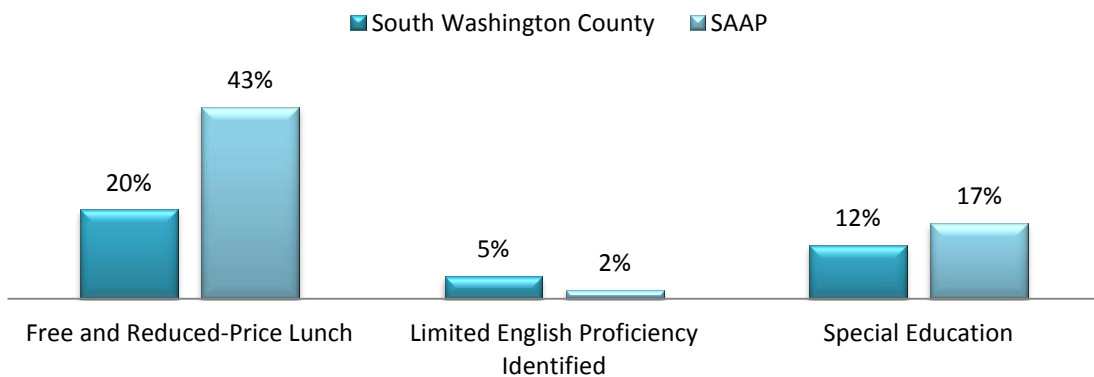 South Washington County SAAP
43%
20%
5%
2%
12%
17%
Free and Reduced-Price Lunch
Limited English Proficiency
Identified
Special Education